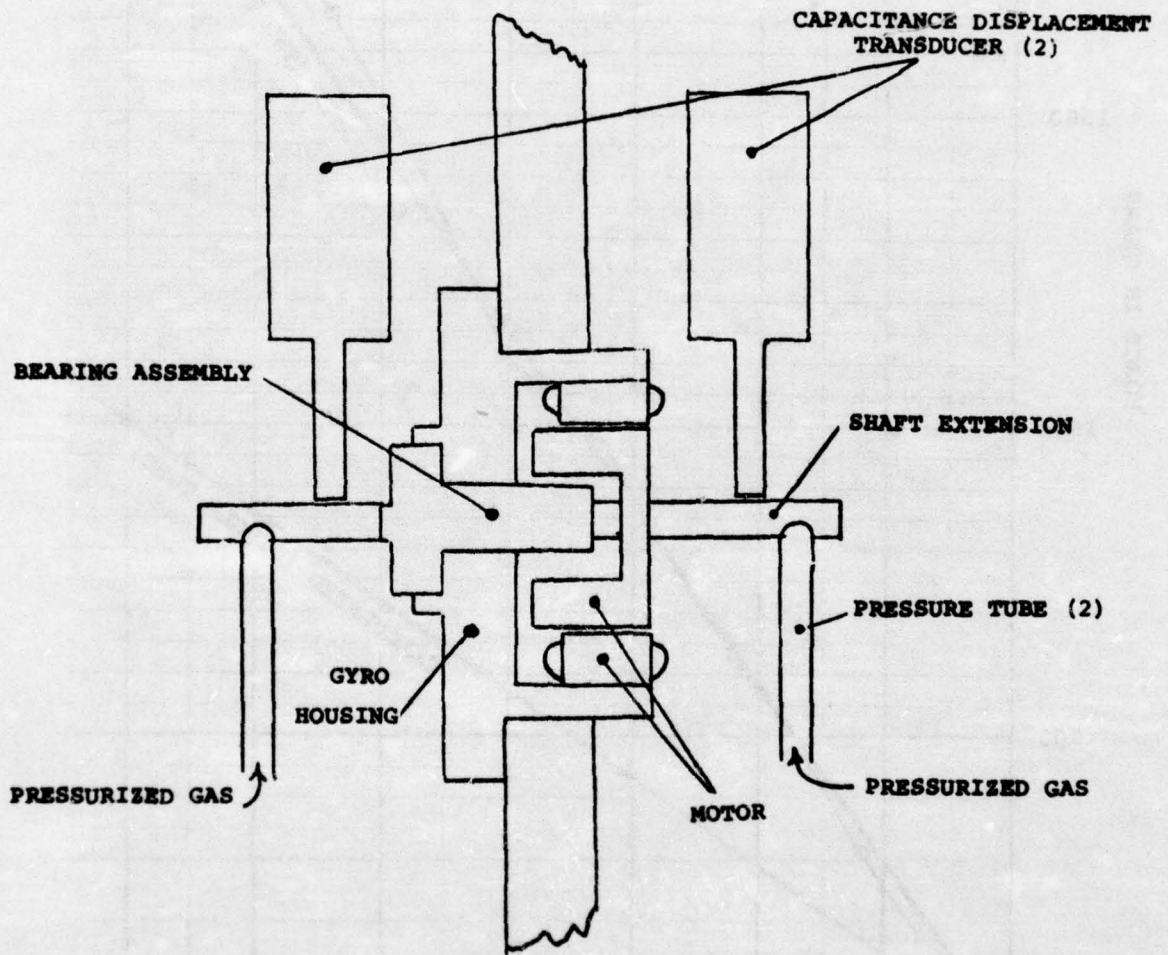 CAPACITANCE DISPLACEMENT
TRANSDUCER (2)
BEARING ASSEMBLY
SHAFT EXTENSION
PRESSURE TUBE (2)
GYRO
HOUSING
PRESSURIZED GAS
PRESSURIZED GAS
MOTOR